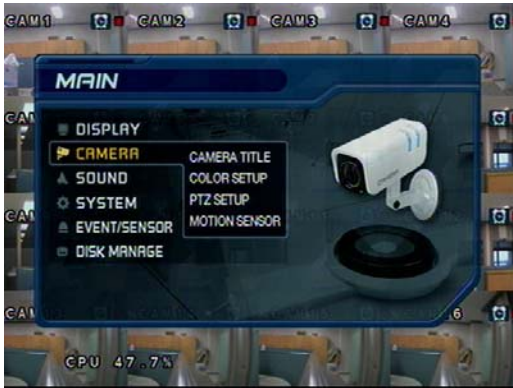 CAM1 CAM2 CAM3 CAM4
MAIN
DISPLAY
CAMERA
CAMERA TITLE
SOUND
COLOR SETUP
SYSTEM
PTZ SETUP
EVENT/SENSOR
MOTION SENSOR
DISK MANAGE
CPU 47.7%